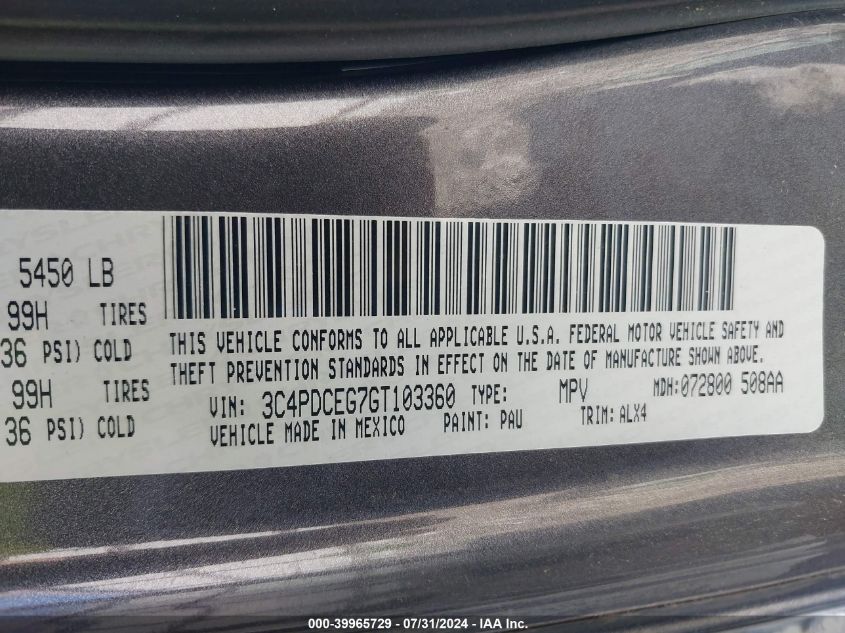 5450 LB
99H TIRES
36 PSI) COLD
99H TIRES
36 PSI) COLD
THIS VEHICLE CONFORMS TO ALL APPLICABLE U.S.A. FEDERAL MOTOR VEHICLE SAFETY AND
THEFT PREVENTION STANDARDS IN EFFECT ON THE DATE OF MANUFACTURE SHOWN ABOVE.
VIN: 3C4PDCEG7GT103360 TYPE: MPV MDH:072800 508AA
VEHICLE MADE IN MEXICO PAINT: PAU TRIM: ALX4
000-39965729 - 07/31/2024 - IAA Inc.